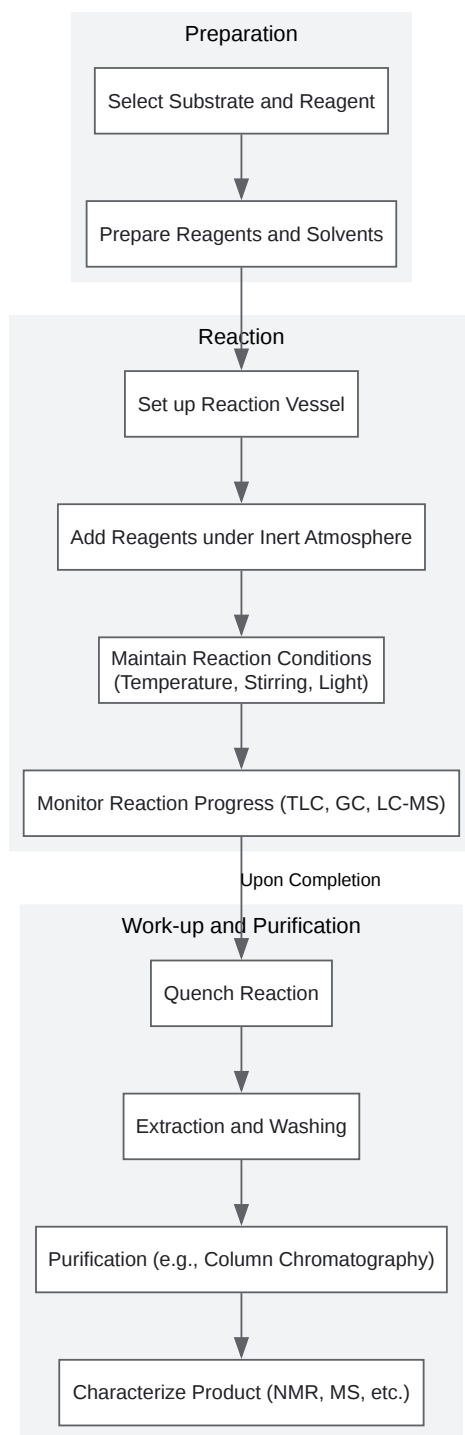 Preparation
Select Substrate and Reagent
Prepare Reagents and Solvents
Reaction
Set up Reaction Vessel
Add Reagents under Inert Atmosphere
Maintain Reaction Conditions
(Temperature, Stirring, Light)
Monitor Reaction Progress (TLC, GC, LC-MS)
Upon Completion
Work-up and Purification
Quench Reaction
Extraction and Washing
Purification (e.g., Column Chromatography)
Characterize Product (NMR, MS, etc.)